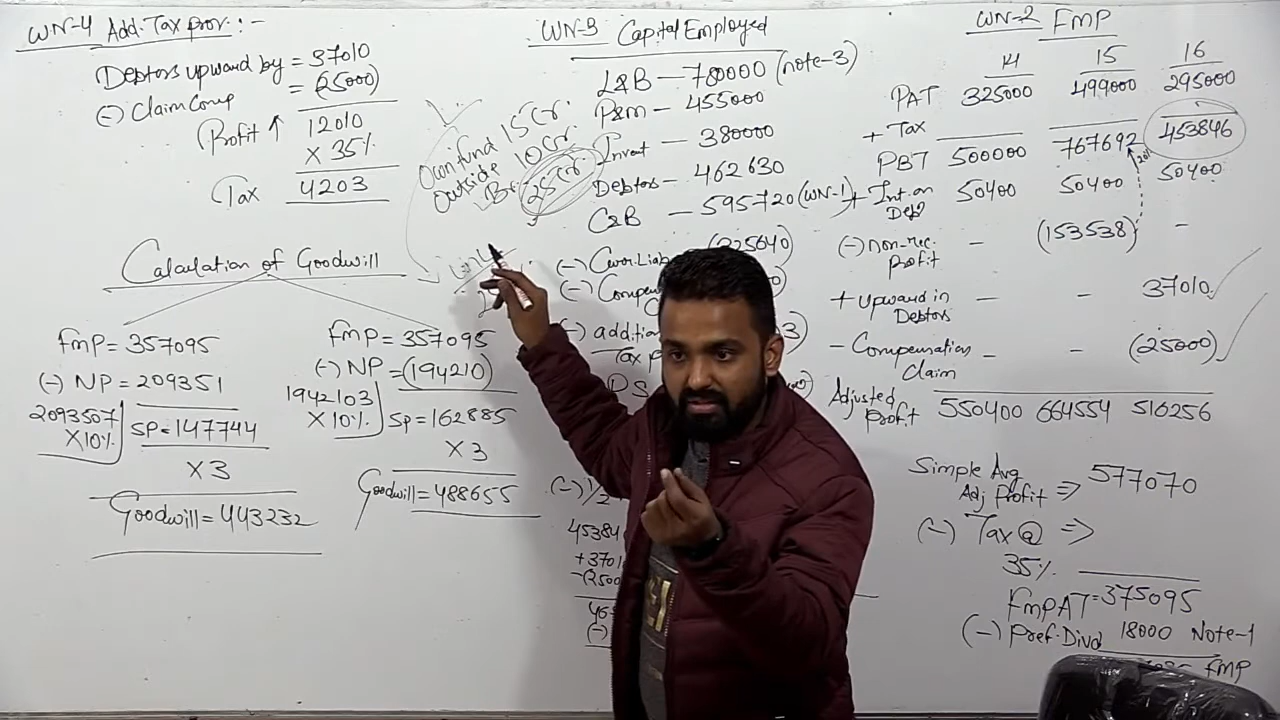 WN-4 Add. Tax prov. :-
Debtors upward by = 37010
(-) Claim Comp = (25000)
Profit ↑ 12010
X 35%
Tax 4203
Calculation of Goodwill
FMP = 357095
(-) NP = 209351
2093507
X10%
SP = 147744
X 3
Goodwill = 443232
FMP = 357095
(-) NP = (194210)
1942103
X 10%
SP = 162885
X 3
Goodwill = 488655
Own fund 15 Cr.
Outside 10 Cr.
25 Cr.
WN-3 Capital Employed
L&B — 780000 (note-3)
P&M — 455000
Invent — 380000
Debtors — 462630
C&B — 595720 (WN-1)
(-) Curr. Liab (225640)
(-) Compen
(-) addition
Tax p
(-) 1/2
+3701
WN-2 FMP
14 15 16
PAT 325000 499000 295000
+ Tax
PBT 500000 767692 453846
+ Int. on Deb? 50400 50400 50400
(-) non-rec. Profit - (153538) -
+ upward in Debtors - - 37010
- Compensation Claim - - (25000)
Adjusted Profit 550400 664554 516256
Simple Avg Adj Profit ⇒ 577070
(-) Tax @ ⇒
35%
FMPAT = 375095
(-) Pref. Divd 18000 Note-1
FMP